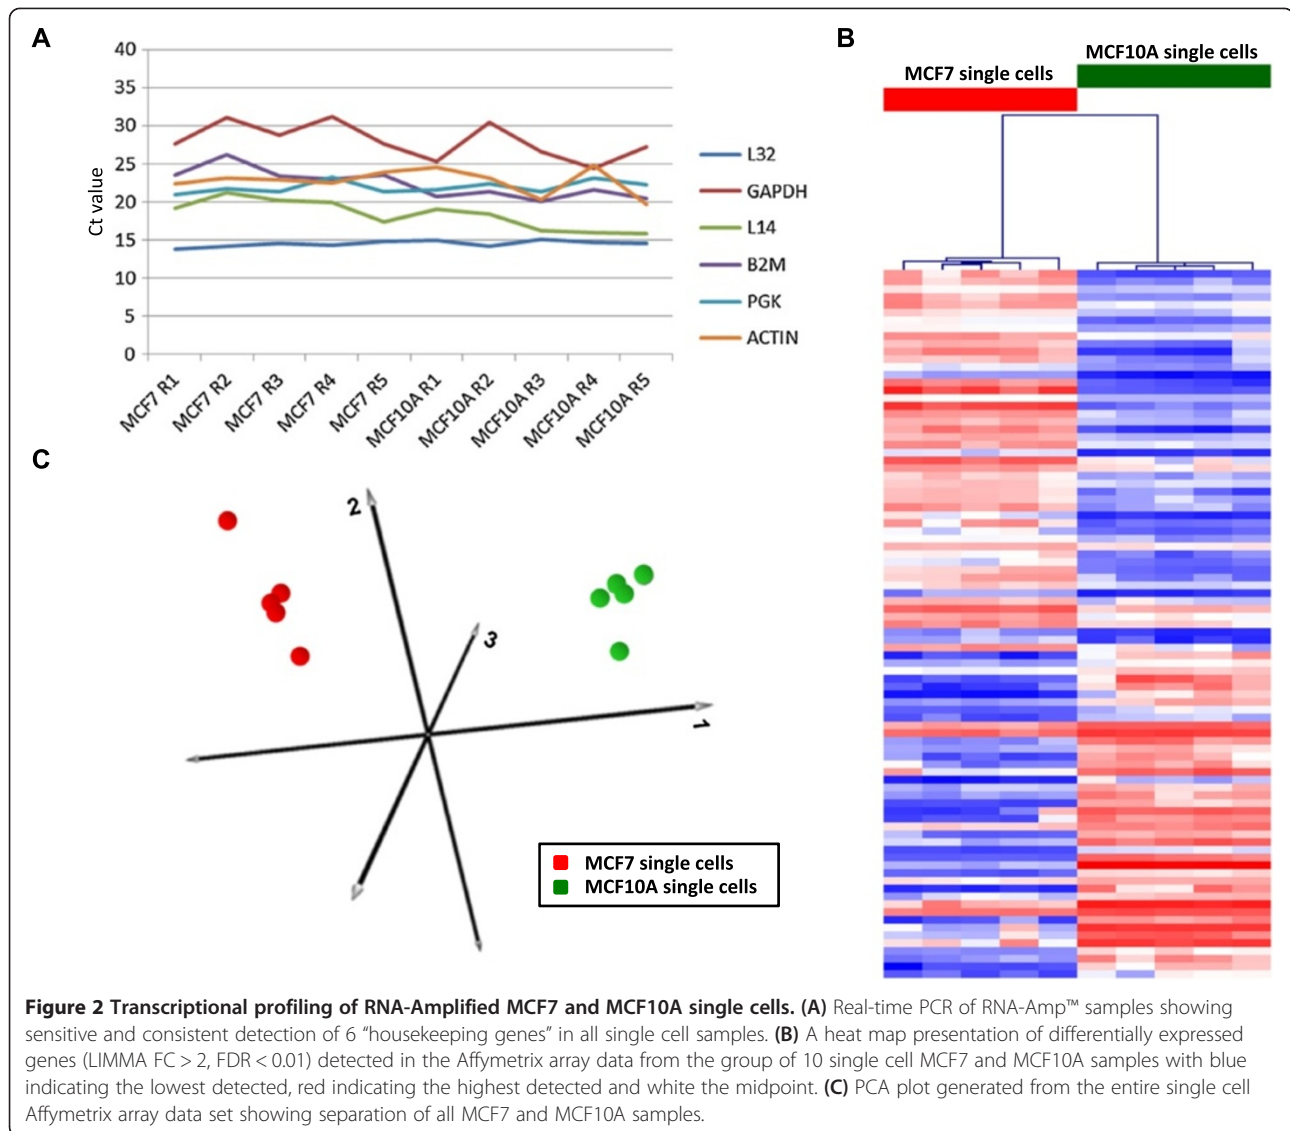 A
40
35
30
25
20
15
10
5
0
Ct value
L32
GAPDH
L14
B2M
PGK
ACTIN
MCF7 R1
MCF7 R2
MCF7 R3
MCF7 R4
MCF7 R5
MCF10A R1
MCF10A R2
MCF10A R3
MCF10A R4
MCF10A R5
B
MCF7 single cells
MCF10A single cells
C
2
3
1
MCF7 single cells
MCF10A single cells
Figure 2 Transcriptional profiling of RNA-Amplified MCF7 and MCF10A single cells. (A) Real-time PCR of RNA-Amp™ samples showing
sensitive and consistent detection of 6 “housekeeping genes” in all single cell samples. (B) A heat map presentation of differentially expressed
genes (LIMMA FC > 2, FDR < 0.01) detected in the Affymetrix array data from the group of 10 single cell MCF7 and MCF10A samples with blue
indicating the lowest detected, red indicating the highest detected and white the midpoint. (C) PCA plot generated from the entire single cell
Affymetrix array data set showing separation of all MCF7 and MCF10A samples.